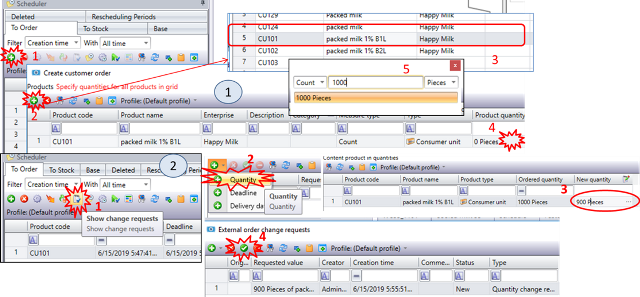 Scheduler
Deleted Rescheduling Periods
To Order To Stock Base
Filter Creation time With All time
1
Profile:
Create customer order
Products Specify quantities for all products in grid
Profile: (Default profile)
2
Product code Product name Enterprise Description Category Measure Type Product quantity
1 CU101 packed milk 1% B1L Happy Milk Count Consumer unit 0 Pieces
4
1
3 CU129 packed milk Happy Milk
4 CU124 packed milk Happy Milk
5 CU101 packed milk 1% B1L Happy Milk
6 CU102 packed milk B2L Happy Milk
7 CU103
3
5
Count 1000 Pieces
1000 Pieces
Scheduler
To Order To Stock Base Deleted Resche
Filter Creation time With All time
2
Profile: (Default
1
Show change requests
Show change requests
Product code Deadline
1 CU101 6/15/2019 5:47:41... 6/15/2019
2
Quantity
Deadline
Delivery da
Quantity
Quantity
Content product in quantities
Profile: (Default profile)
Product code Product name Product type Ordered quantity New quantity
3
1 CU101 packed milk 1% B1L Consumer unit 1000 Pieces 900 Pieces
External order change requests
4
Profile: (Default profile)
Orig... Requested value Creator Creation time Comme... Status Type
1 900 Pieces of pack... Admin... 6/15/2019 5:55:51... New Quantity change re...